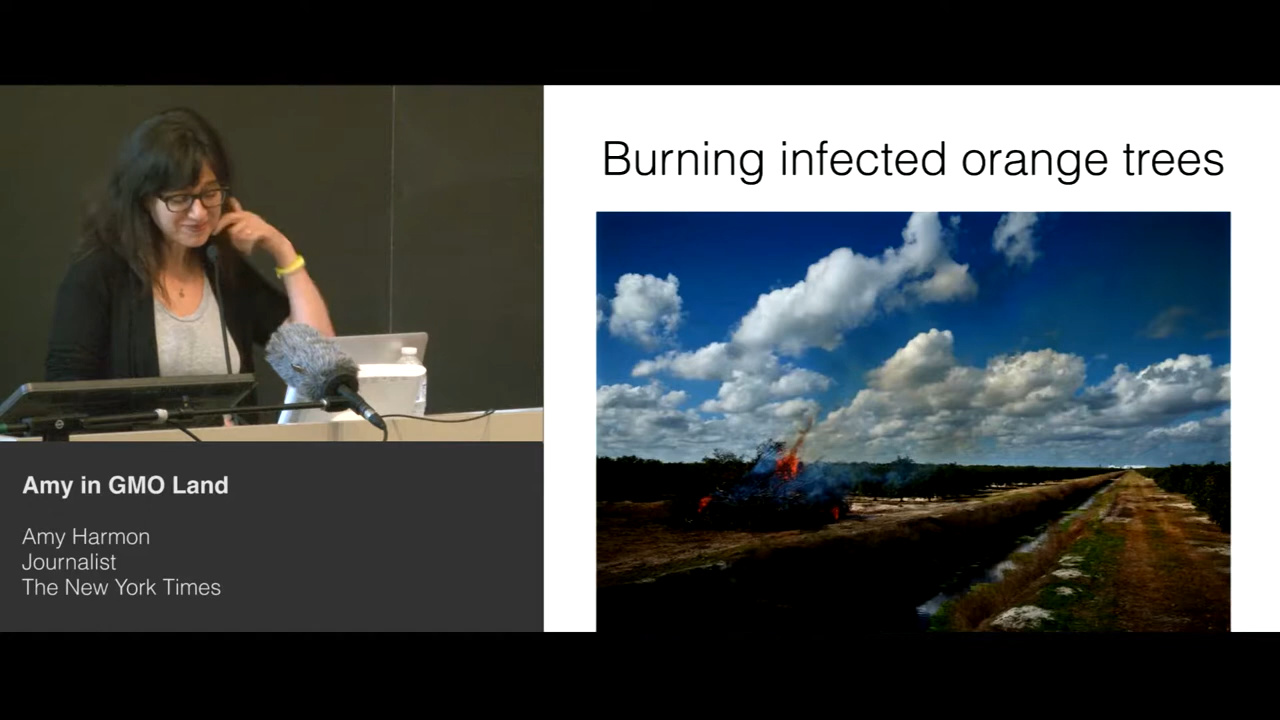 Burning infected orange trees
Amy in GMO Land
Amy Harmon
Journalist
The New York Times